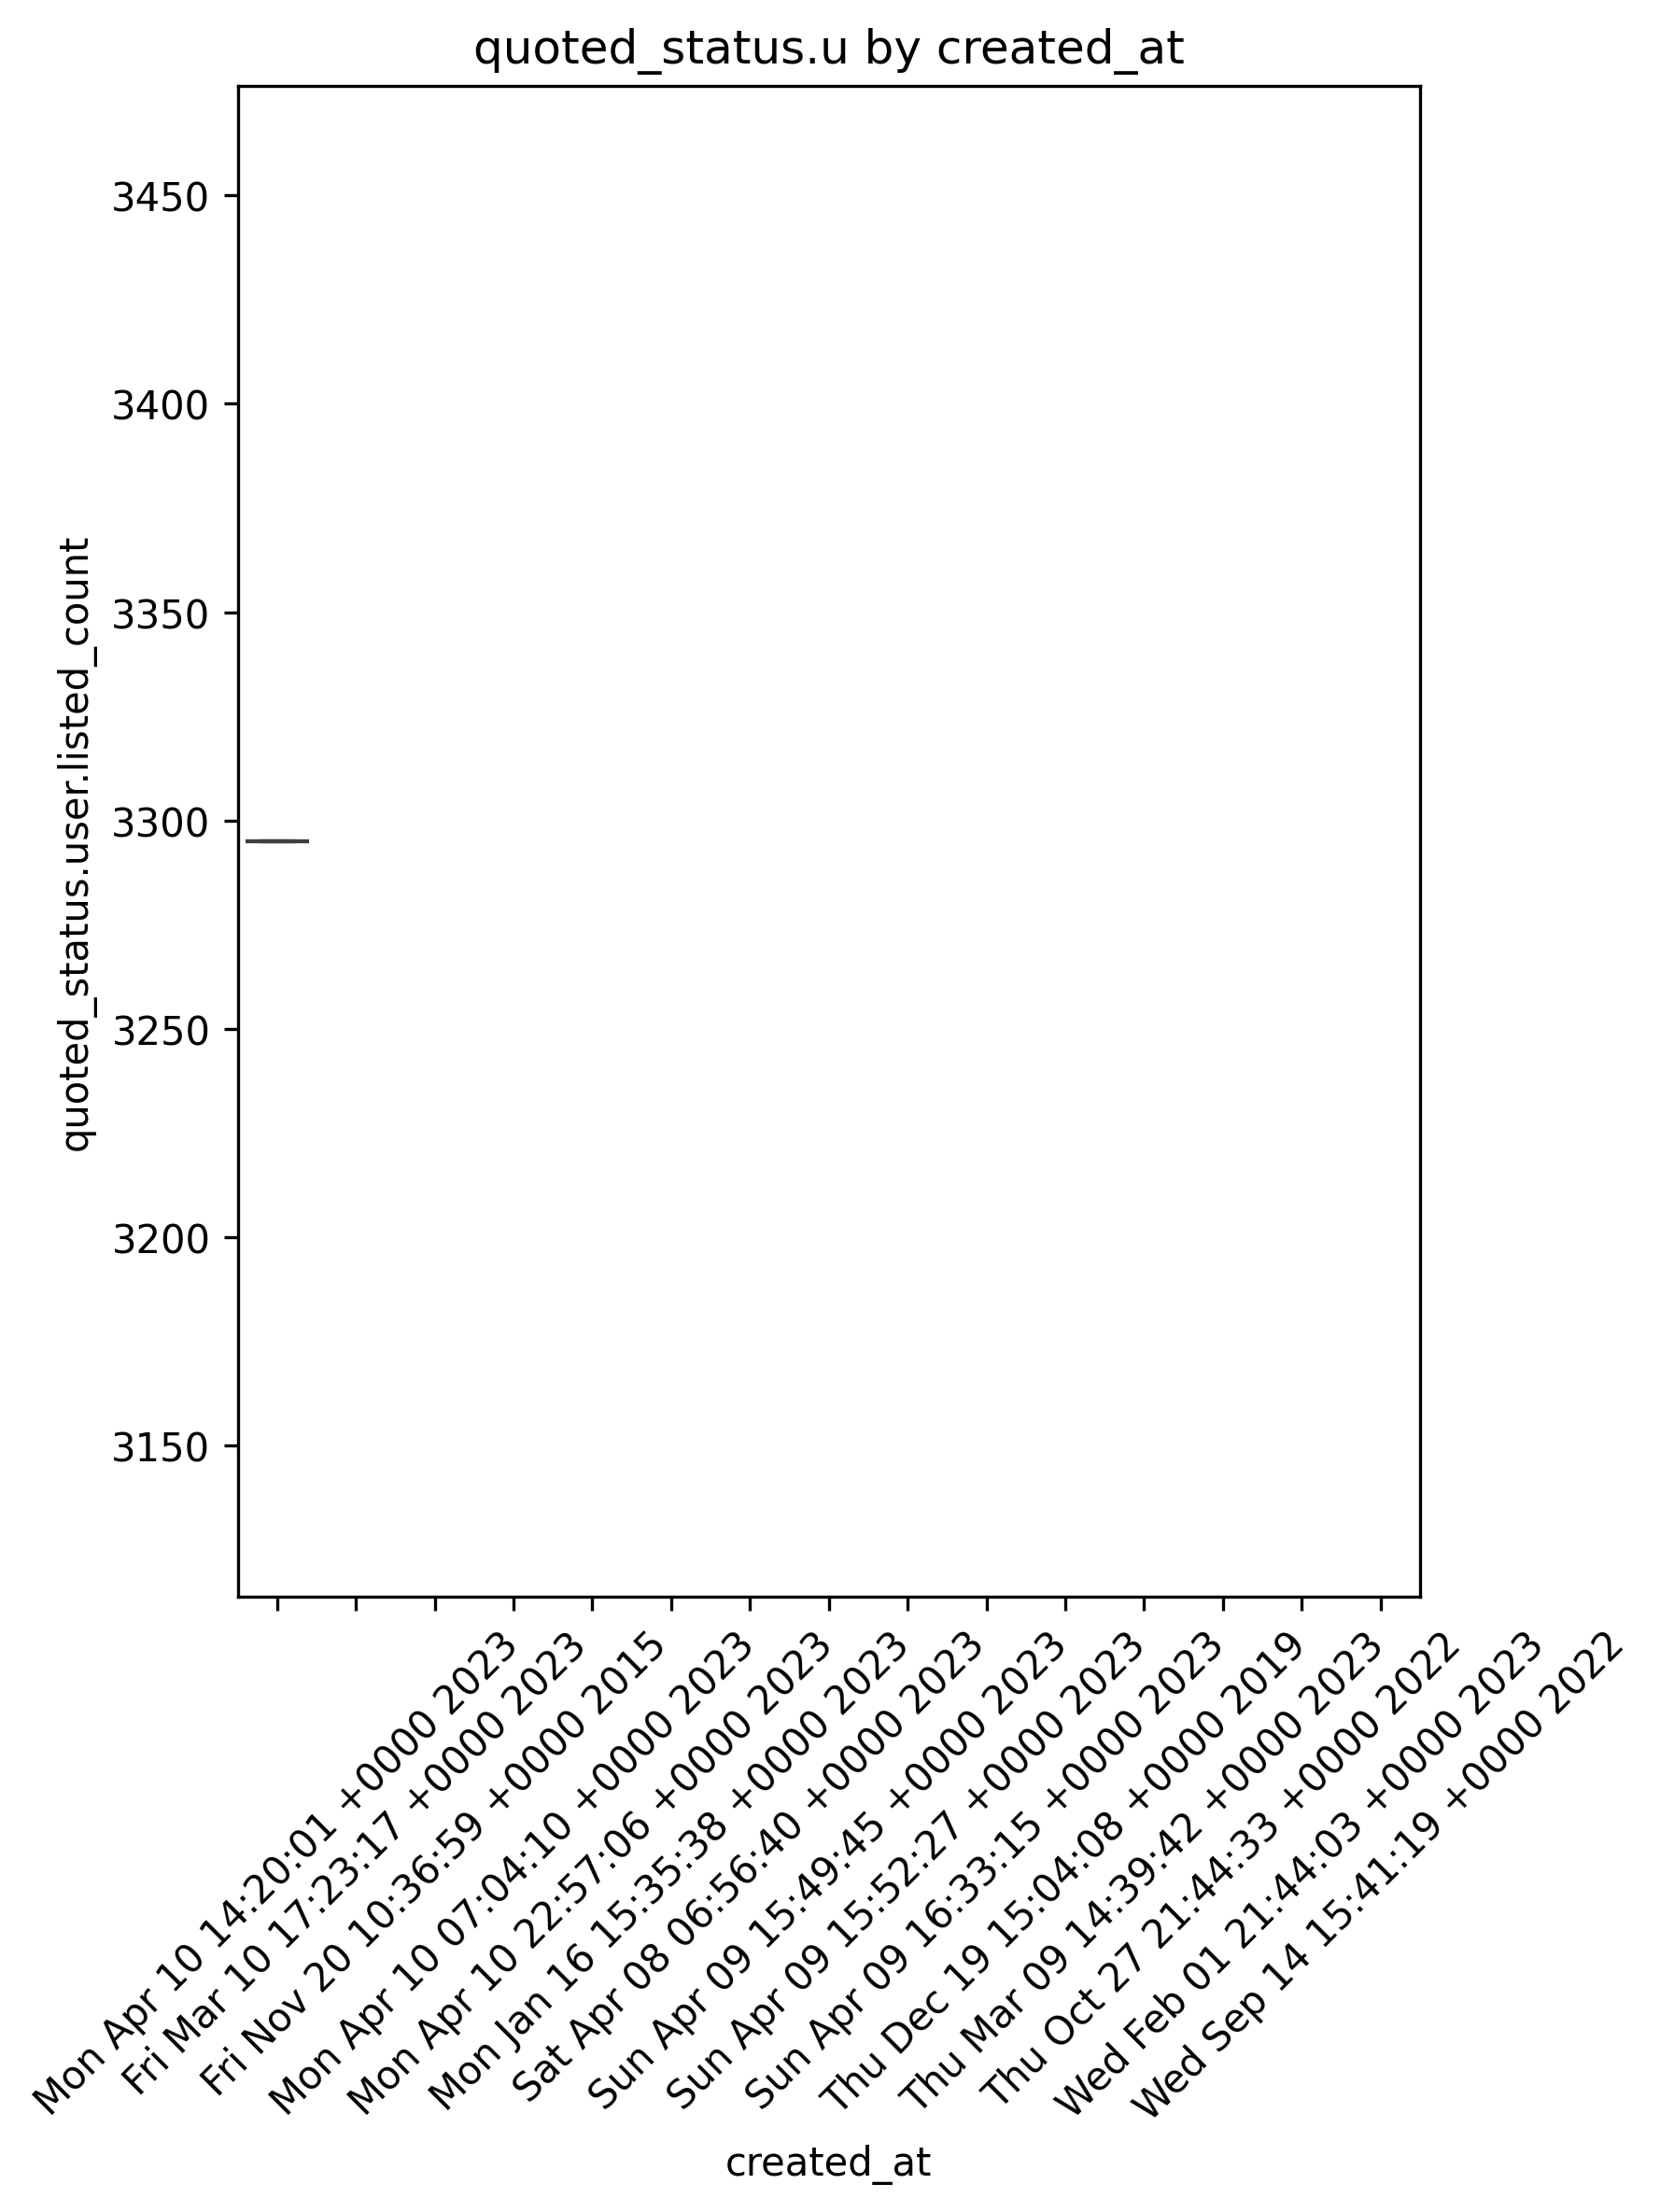 quoted_status.u by created_at
quoted_status.user.listed_count
3450
3400
3350
3300
3250
3200
3150
Mon Apr 10 14:20:01 +0000 2023
Fri Mar 10 17:23:17 +0000 2023
Fri Nov 20 10:36:59 +0000 2015
Mon Apr 10 07:04:10 +0000 2023
Mon Apr 10 22:57:06 +0000 2023
Mon Jan 16 15:35:38 +0000 2023
Sat Apr 08 06:56:40 +0000 2023
Sun Apr 09 15:49:45 +0000 2023
Sun Apr 09 15:52:27 +0000 2023
Sun Apr 09 16:33:15 +0000 2023
Thu Dec 19 15:04:08 +0000 2019
Thu Mar 09 14:39:42 +0000 2023
Thu Oct 27 21:44:33 +0000 2022
Wed Feb 01 21:44:03 +0000 2023
Wed Sep 14 15:41:19 +0000 2022
created_at